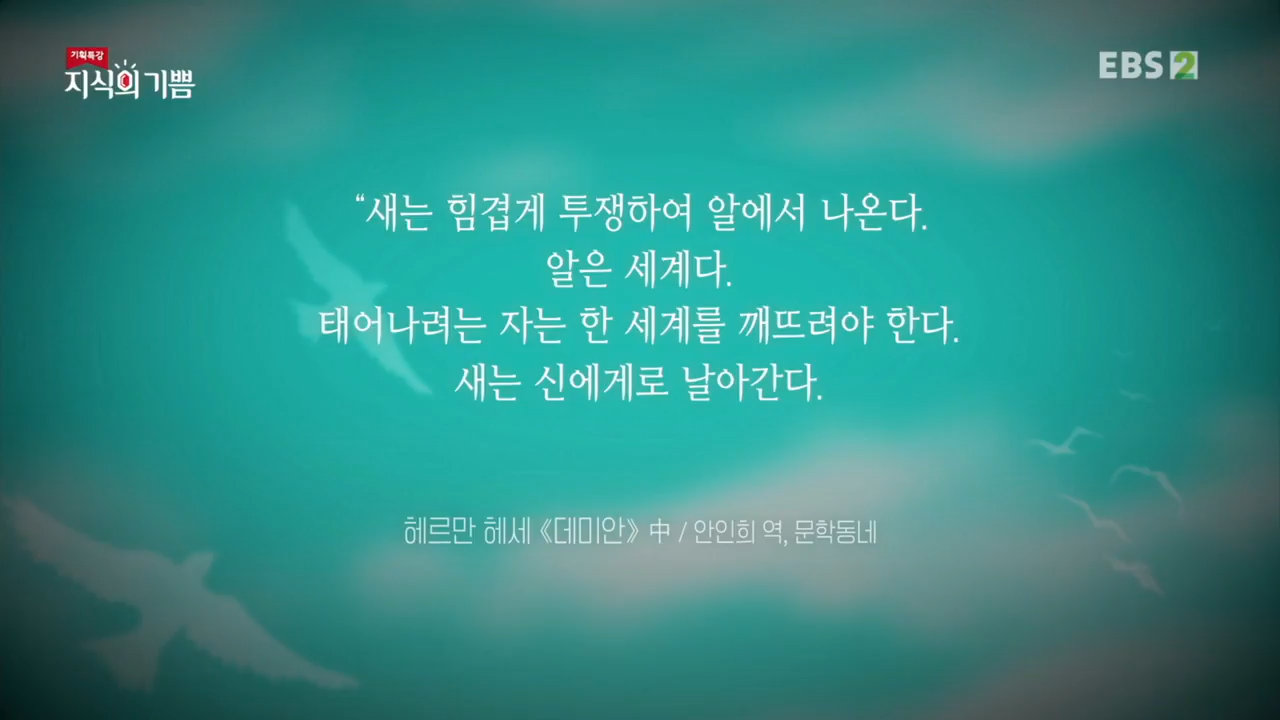 기획특강
지식의 기쁨
EBS 2
“새는 힘겹게 투쟁하여 알에서 나온다.
알은 세계다.
태어나려는 자는 한 세계를 깨뜨려야 한다.
새는 신에게로 날아간다.
헤르만 헤세 《데미안》 中 / 안인희 역, 문학동네